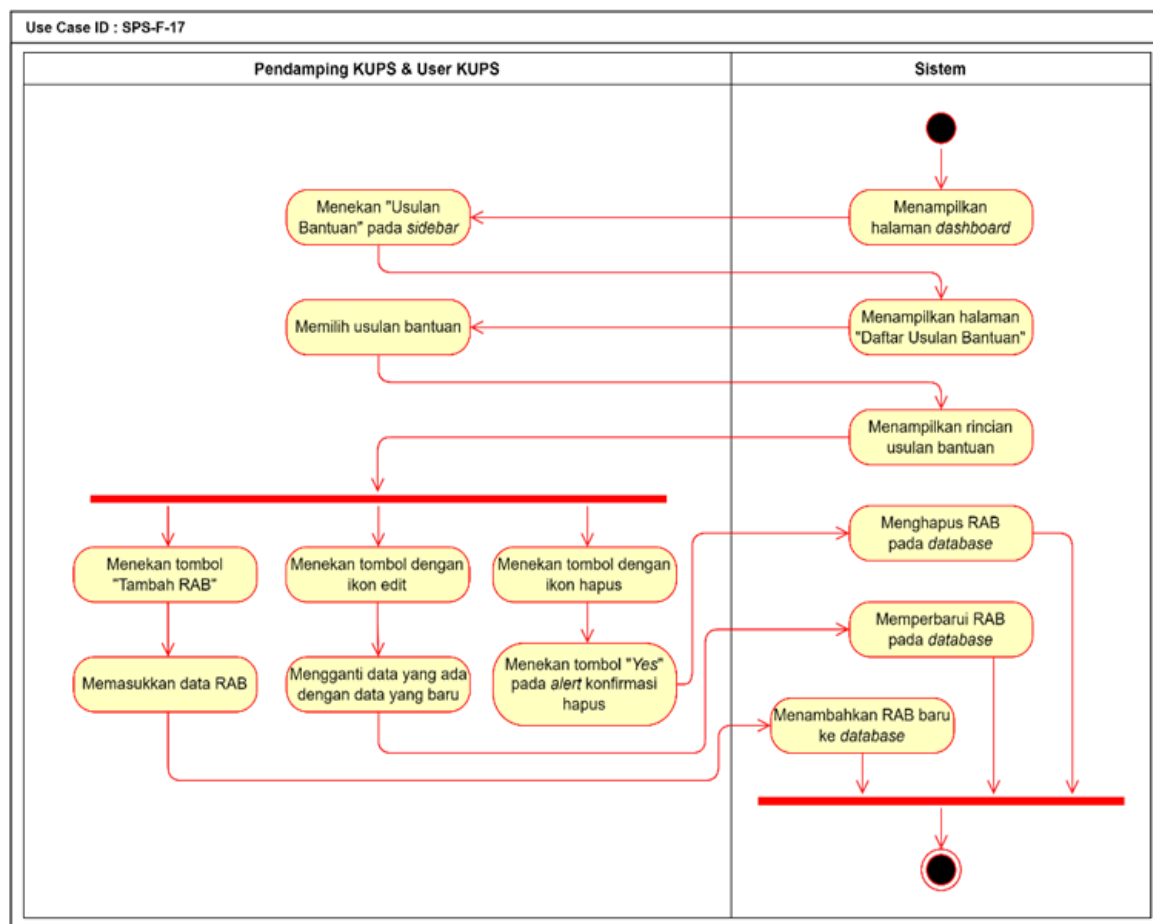 Use Case ID : SPS-F-17
Pendamping KUPS & User KUPS
Sistem
Menampilkan
halaman dashboard
Menekan "Usulan
Bantuan" pada sidebar
Menampilkan halaman
"Daftar Usulan Bantuan"
Memilih usulan bantuan
Menampilkan rincian
usulan bantuan
Menekan tombol
"Tambah RAB"
Menekan tombol dengan
ikon edit
Menekan tombol dengan
ikon hapus
Menghapus RAB
pada database
Memasukkan data RAB
Mengganti data yang ada
dengan data yang baru
Menekan tombol "Yes"
pada alert konfirmasi
hapus
Memperbarui RAB
pada database
Menambahkan RAB baru
ke database